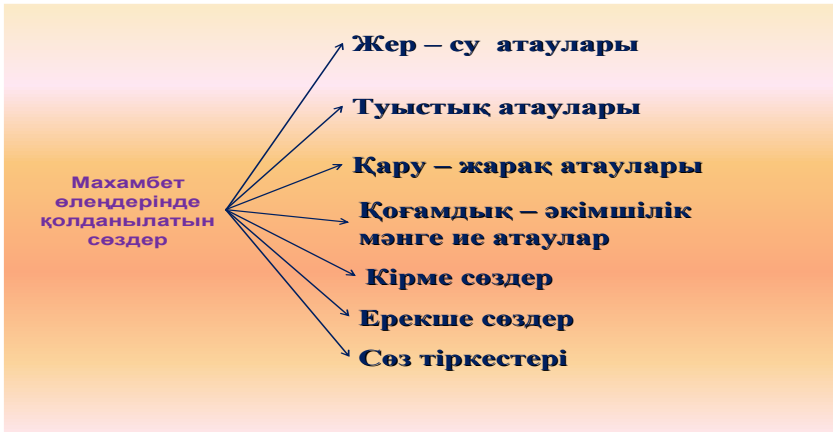 Махамбет
өлеңдерінде
қолданылатын
сөздер
Жер – су атаулары
Туыстық атаулары
Қару – жарақ атаулары
Қоғамдық – әкімшілік
мәнге ие атаулар
Кірме сөздер
Ерекше сөздер
Сөз тіркестері